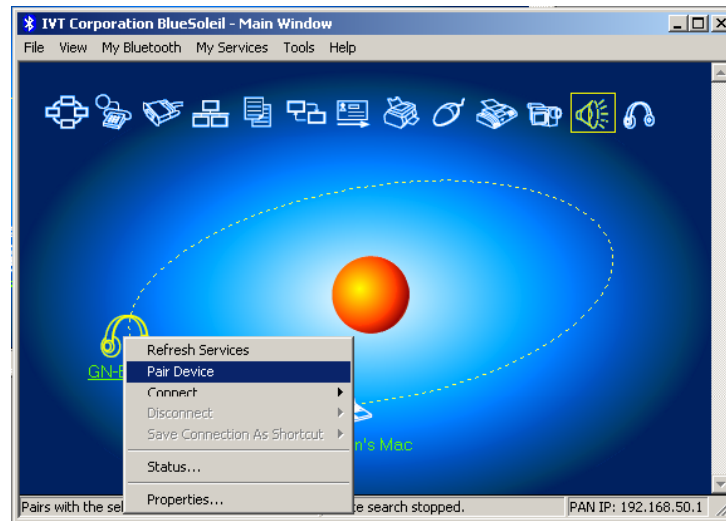 IVT Corporation BlueSoleil - Main Window
File View My Bluetooth My Services Tools Help
GN-
Refresh Services
Pair Device
Connect
Disconnect
Save Connection As Shortcut
n's Mac
Status...
Properties...
Pairs with the sel
ce search stopped.
PAN IP: 192.168.50.1